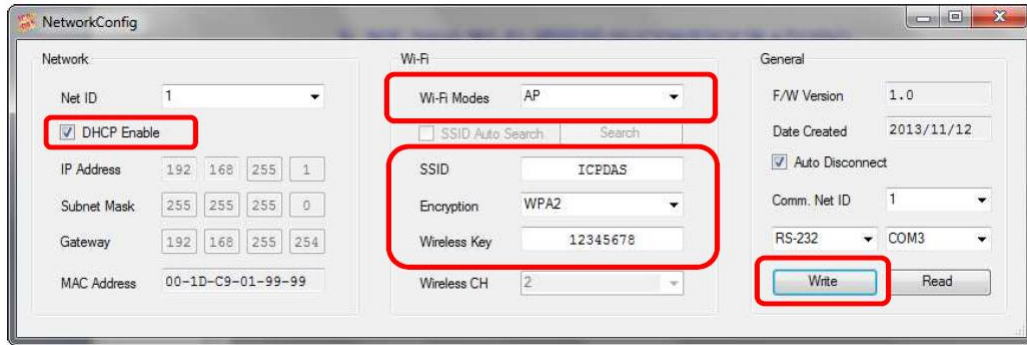 NetworkConfig
Network
Net ID 1
DHCP Enable
IP Address 192 168 255 1
Subnet Mask 255 255 255 0
Gateway 192 168 255 254
MAC Address 00-1D-C9-01-99-99
Wi-Fi
Wi-Fi Modes AP
SSID Auto Search Search
SSID ICPDAS
Encryption WPA2
Wireless Key 12345678
Wireless CH 2
General
F/W Version 1.0
Date Created 2013/11/12
Auto Disconnect
Comm. Net ID 1
RS-232 COM3
Write Read